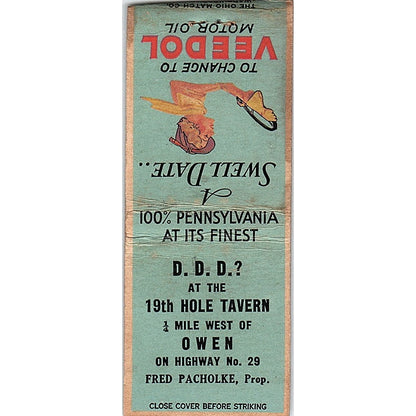 THE OHIO MATCH CO.
A
SWELL DATE..
TO CHANGE TO
VEEDOL
MOTOR OIL
100% PENNSYLVANIA
AT ITS FINEST
D. D. D.?
AT THE
19th HOLE TAVERN
¼ MILE WEST OF
OWEN
ON HIGHWAY No. 29
FRED PACHOLKE, Prop.
CLOSE COVER BEFORE STRIKING